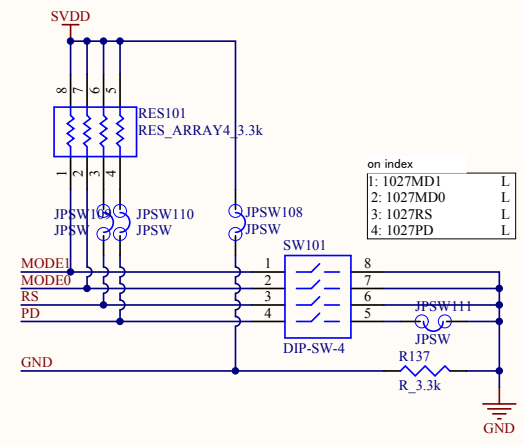 SVDD
8 7 6 5
RES101
RES_ARRAY4_3.3k
1 2 3 4
on index
1: 1027MD1 L
2: 1027MD0 L
3: 1027RS L
4: 1027PD L
JPSW109 JPSW110 JPSW108
JPSW JPSW JPSW
SW101
MODE1 1 8
MODE0 2 7
RS 3 6
PD 4 5
JPSW111
JPSW
DIP-SW-4
R137
GND
R_3.3k
GND